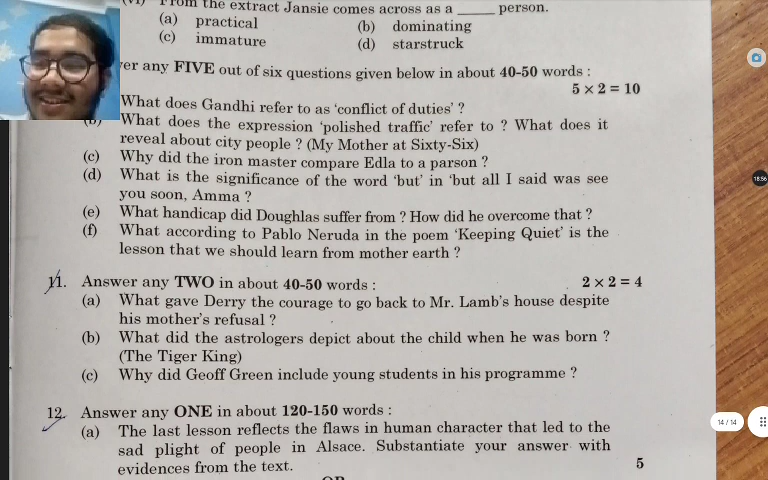 (vi) From the extract Jansie comes across as a _____ person.
(a) practical (b) dominating
(c) immature (d) starstruck
any FIVE out of six questions given below in about 40-50 words :
5 × 2 = 10
What does Gandhi refer to as ‘conflict of duties’ ?
(b) What does the expression ‘polished traffic’ refer to ? What does it
reveal about city people ? (My Mother at Sixty-Six)
(c) Why did the iron master compare Edla to a parson ?
(d) What is the significance of the word ‘but’ in ‘but all I said was see
you soon, Amma ?
(e) What handicap did Doughlas suffer from ? How did he overcome that ?
(f) What according to Pablo Neruda in the poem ‘Keeping Quiet’ is the
lesson that we should learn from mother earth ?
11. Answer any TWO in about 40-50 words : 2 × 2 = 4
(a) What gave Derry the courage to go back to Mr. Lamb’s house despite
his mother’s refusal ?
(b) What did the astrologers depict about the child when he was born ?
(The Tiger King)
(c) Why did Geoff Green include young students in his programme ?
12. Answer any ONE in about 120-150 words :
(a) The last lesson reflects the flaws in human character that led to the
sad plight of people in Alsace. Substantiate your answer with
evidences from the text. 5
OR
18:56
14 / 14